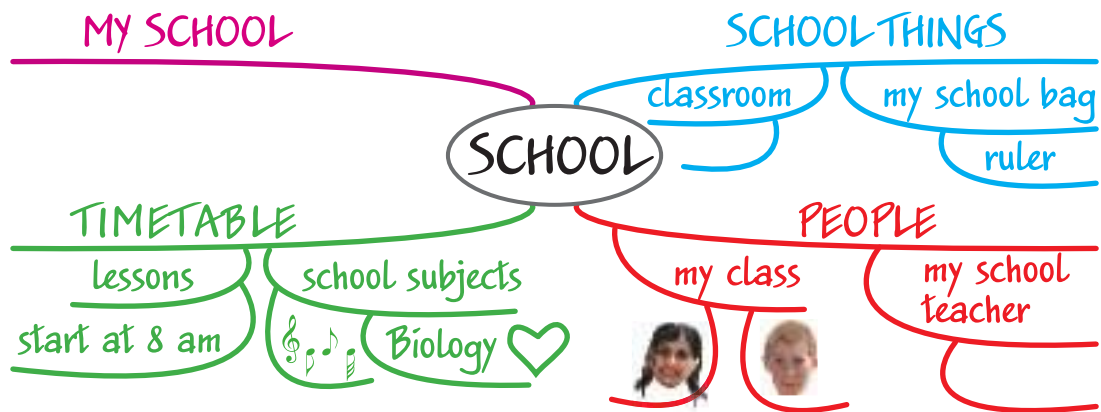 MY SCHOOL
SCHOOL THINGS
classroom
my school bag
ruler
SCHOOL
TIMETABLE
lessons
school subjects
start at 8 am
Biology
PEOPLE
my class
my school
teacher